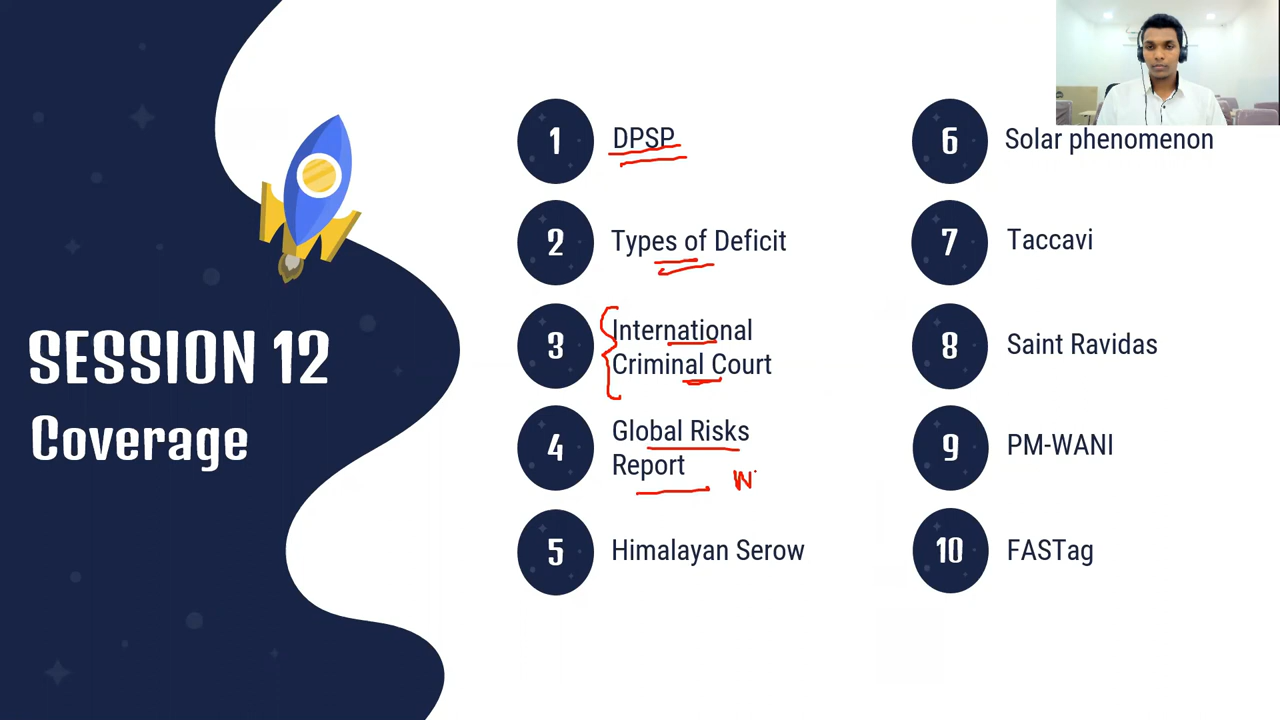 SESSION 12
Coverage
1 DPSP
2 Types of Deficit
3 International
Criminal Court
4 Global Risks
Report
5 Himalayan Serow
6 Solar phenomenon
7 Taccavi
8 Saint Ravidas
9 PM-WANI
10 FASTag